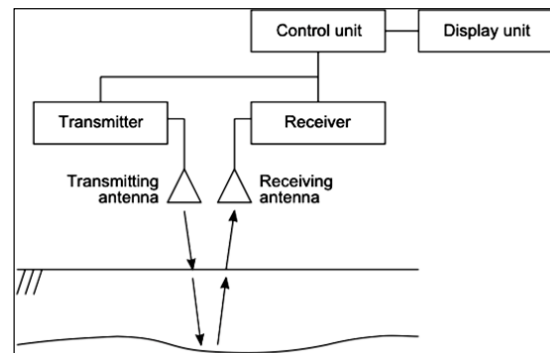 Control unit
Display unit
Transmitter
Receiver
Transmitting
antenna
Receiving
antenna